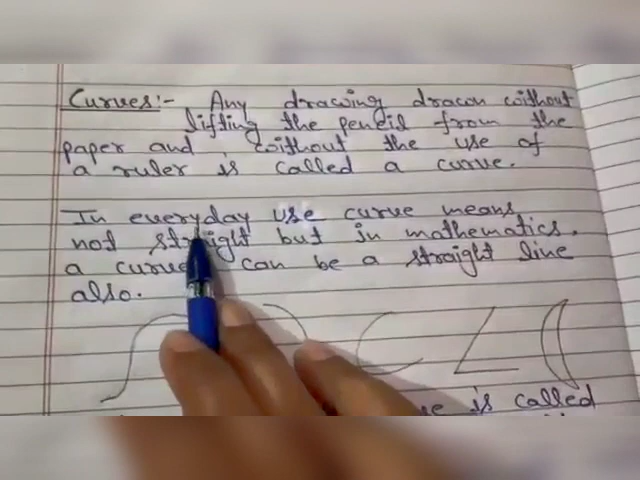 Curves:- Any drawing drawn without
lifting the pencil from the
paper and without the use of
a ruler is called a curve.
In everyday use curve means
not straight but in mathematics.
a curve can be a straight line
also.
is called